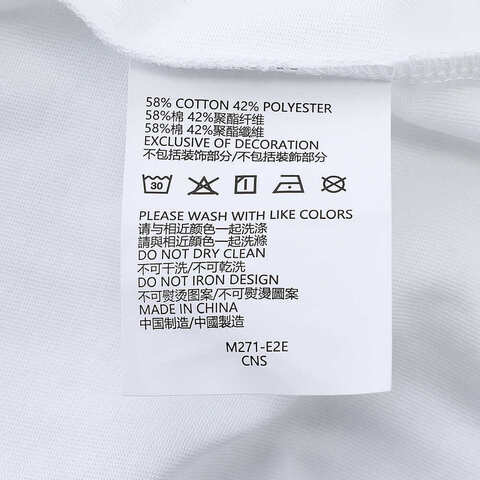 58% COTTON 42% POLYESTER
58%棉 42%聚酯纤维
58%棉 42%聚酯纖維
EXCLUSIVE OF DECORATION
不包括装饰部分/不包括裝飾部分
30
PLEASE WASH WITH LIKE COLORS
请与相近颜色一起洗涤
請與相近顔色一起洗滌
DO NOT DRY CLEAN
不可干洗/不可乾洗
DO NOT IRON DESIGN
不可熨烫图案/不可熨燙圖案
MADE IN CHINA
中国制造/中國製造
M271-E2E
CNS